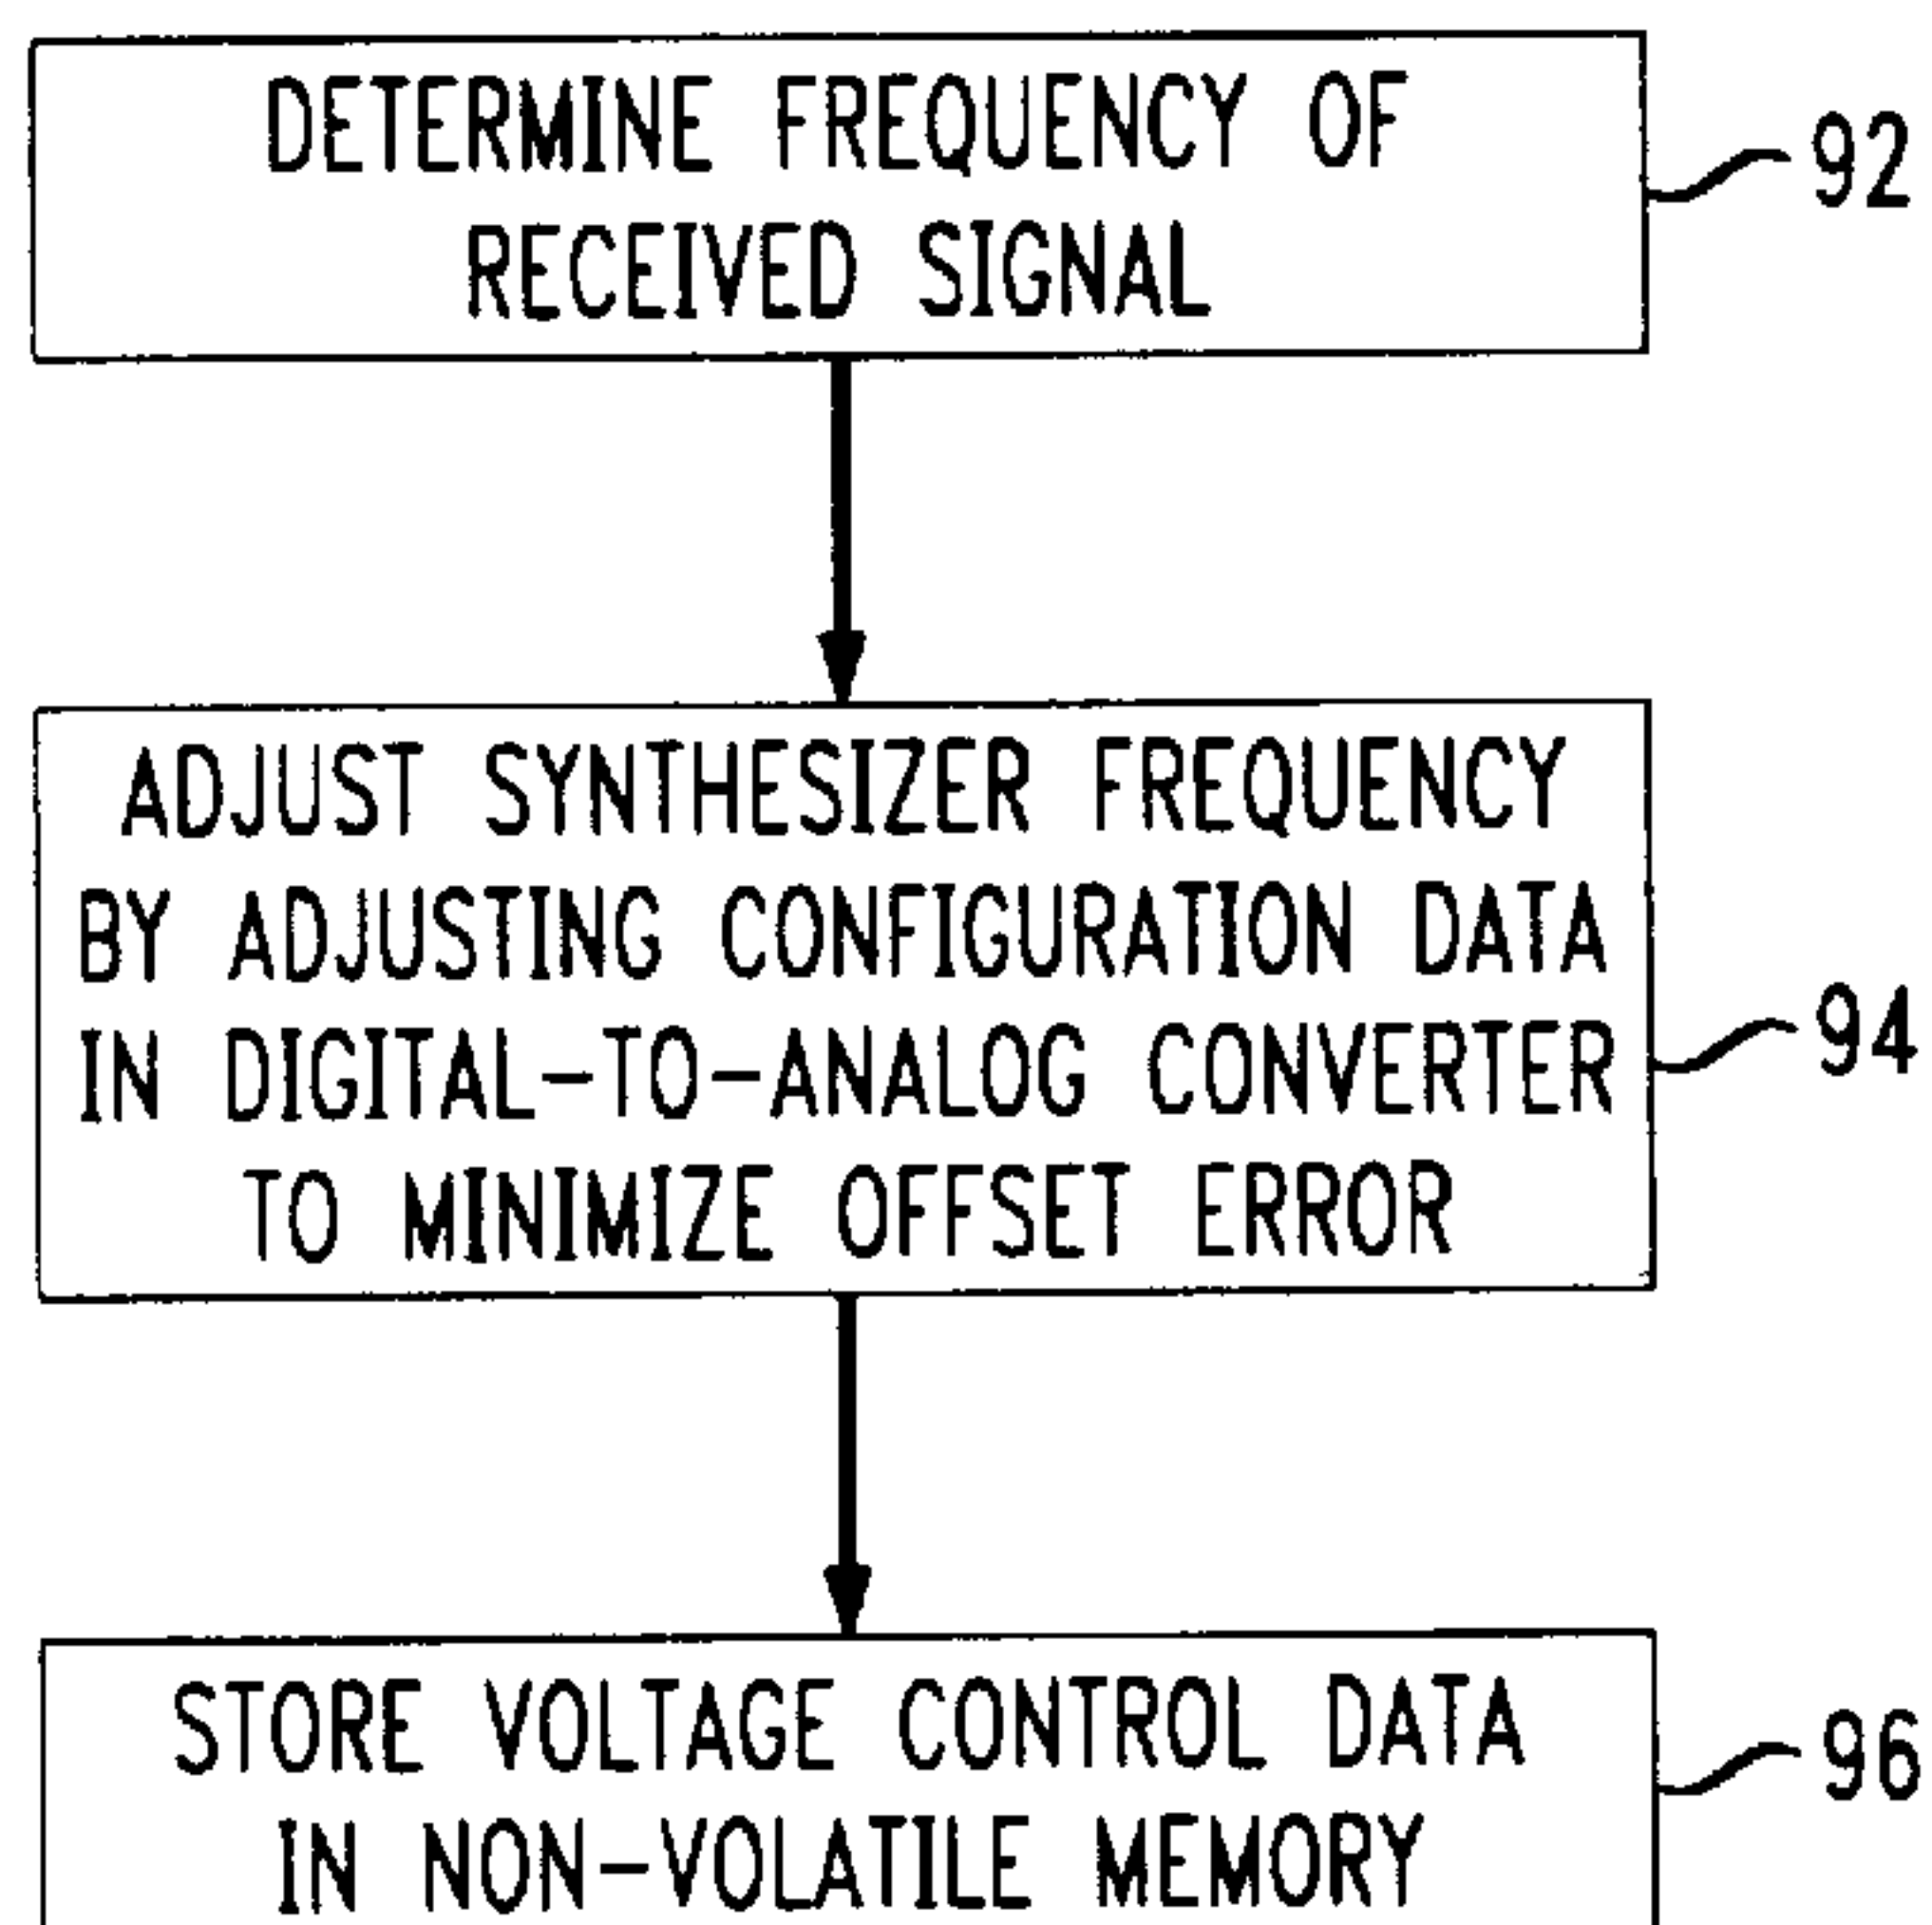 DETERMINE FREQUENCY OF
RECEIVED SIGNAL
92
ADJUST SYNTHESIZER FREQUENCY
BY ADJUSTING CONFIGURATION DATA
IN DIGITAL-TO-ANALOG CONVERTER
TO MINIMIZE OFFSET ERROR
94
STORE VOLTAGE CONTROL DATA
IN NON-VOLATILE MEMORY
96